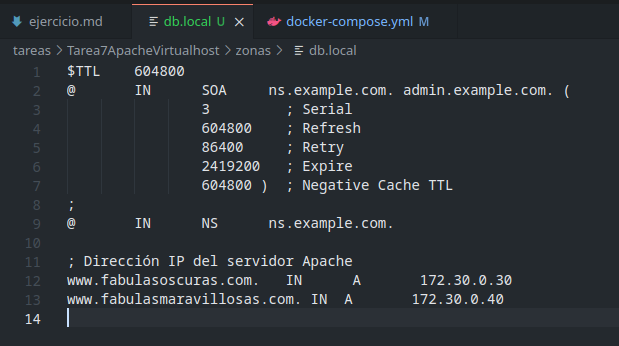 ejercicio.md db.local U × docker-compose.yml M
tareas > Tarea7ApacheVirtualhost > zonas > db.local
1 $TTL 604800
2 @ IN SOA ns.example.com. admin.example.com. (
3 3 ; Serial
4 604800 ; Refresh
5 86400 ; Retry
6 2419200 ; Expire
7 604800 ) ; Negative Cache TTL
8 ;
9 @ IN NS ns.example.com.
10
11 ; Dirección IP del servidor Apache
12 www.fabulasoscuras.com. IN A 172.30.0.30
13 www.fabulasmaravillosas.com. IN A 172.30.0.40
14